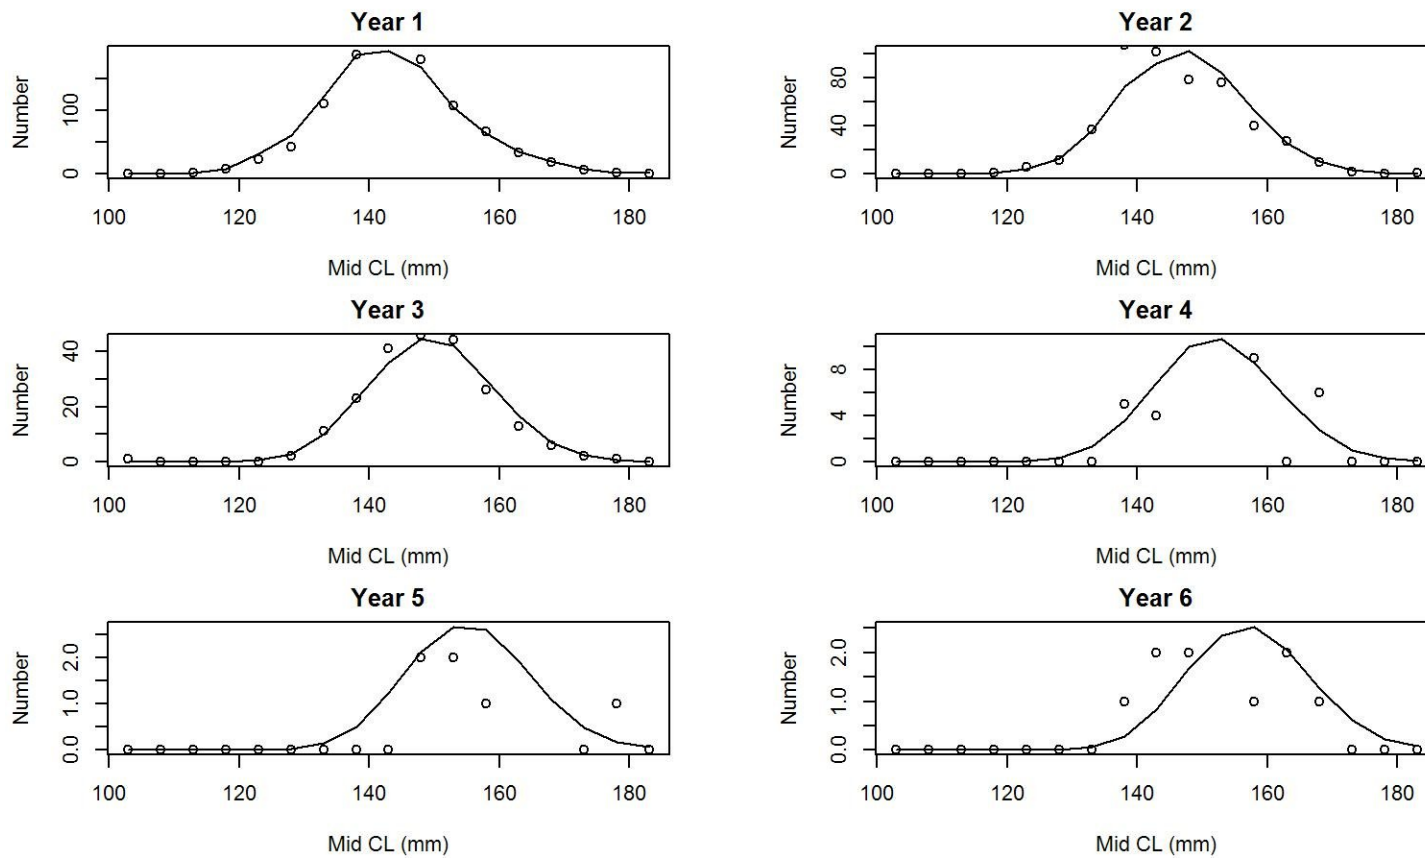 Year 1
Number
0
100
100 120 140 160 180
Mid CL (mm)
Year 2
Number
0
40
80
100 120 140 160 180
Mid CL (mm)
Year 3
Number
0
20
40
100 120 140 160 180
Mid CL (mm)
Year 4
Number
0
4
8
100 120 140 160 180
Mid CL (mm)
Year 5
Number
0.0
1.0
2.0
100 120 140 160 180
Mid CL (mm)
Year 6
Number
0.0
1.0
2.0
100 120 140 160 180
Mid CL (mm)